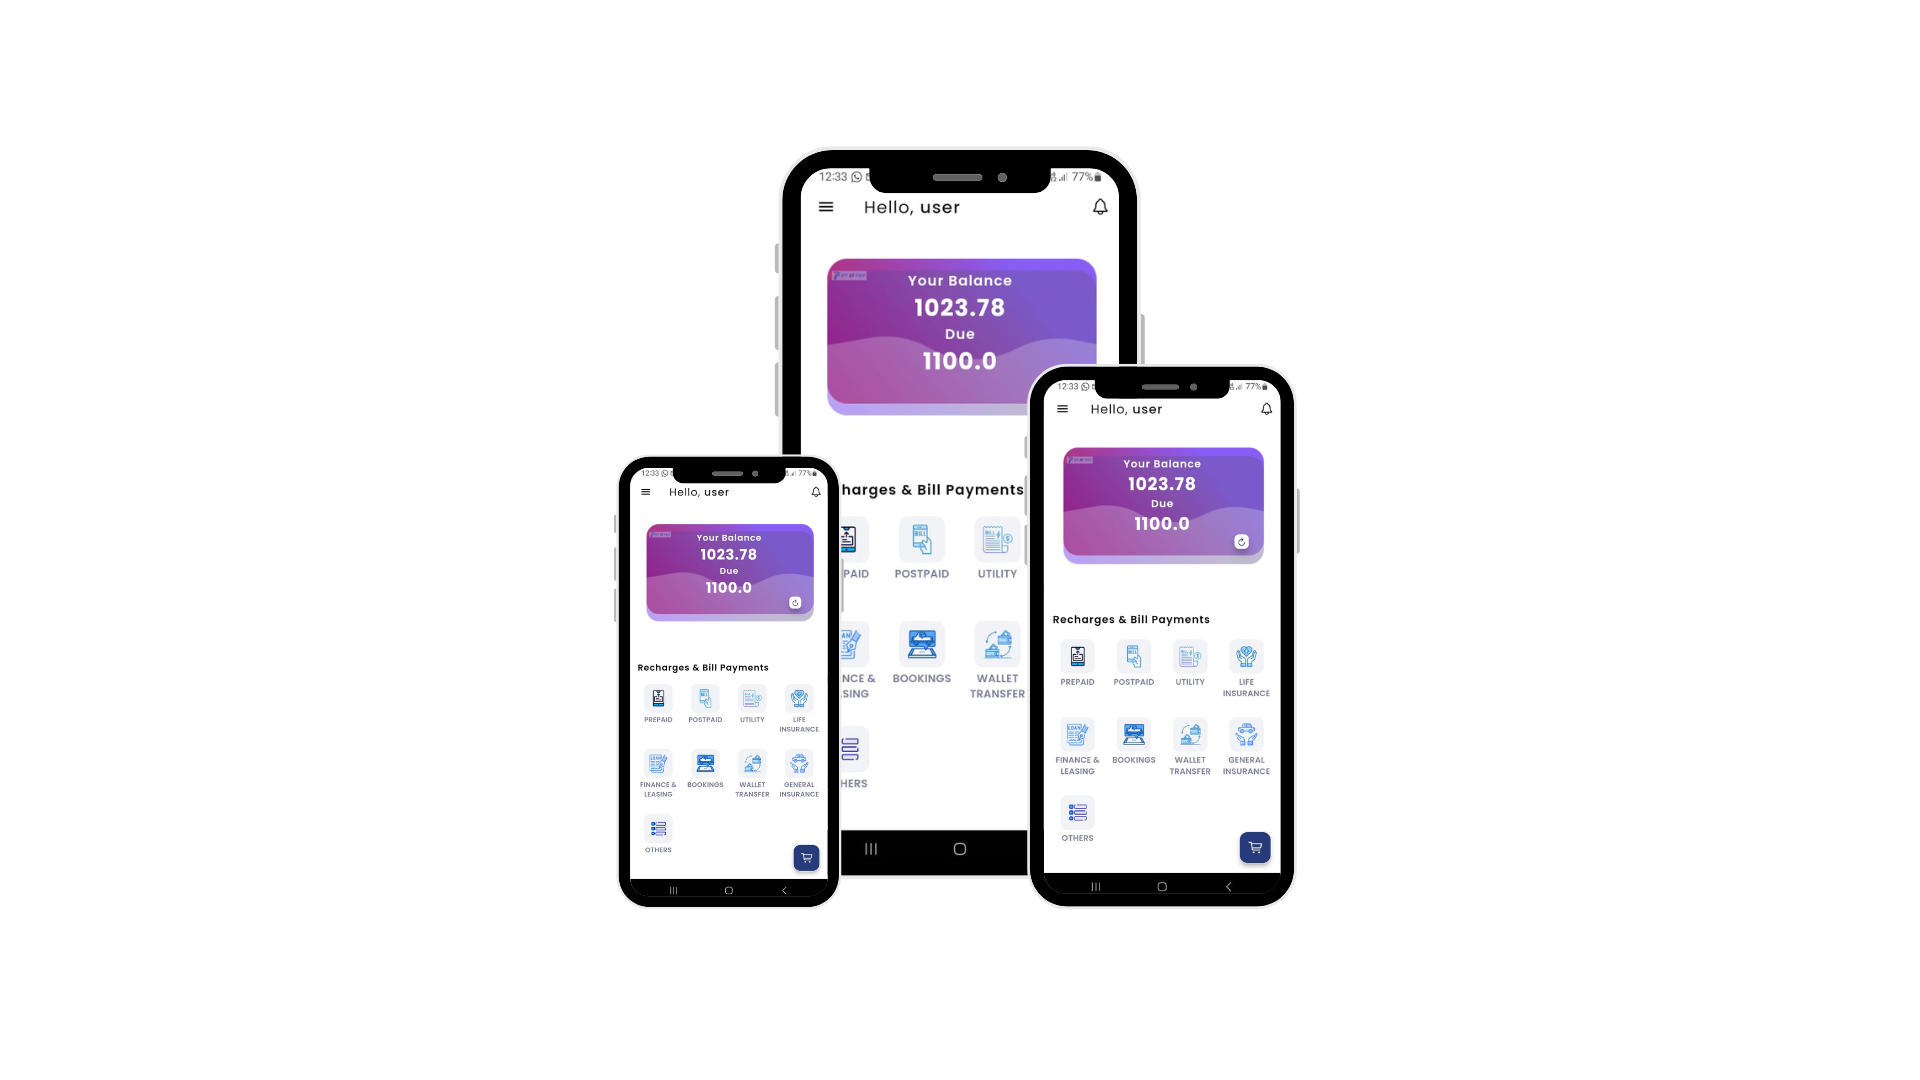 12:33
77%
Hello, user
Your Balance
1023.78
Due
1100.0
harges & Bill Payments
PAID
POSTPAID
UTILITY
NCE &
SING
BOOKINGS
WALLET
TRANSFER
HERS
12:33
77%
Hello, user
Your Balance
1023.78
Due
1100.0
Recharges & Bill Payments
PREPAID
POSTPAID
UTILITY
LIFE
INSURANCE
FINANCE &
LEASING
BOOKINGS
WALLET
TRANSFER
GENERAL
INSURANCE
OTHERS
12:33
77%
Hello, user
Your Balance
1023.78
Due
1100.0
Recharges & Bill Payments
PREPAID
POSTPAID
UTILITY
LIFE
INSURANCE
FINANCE &
LEASING
BOOKINGS
WALLET
TRANSFER
GENERAL
INSURANCE
OTHERS